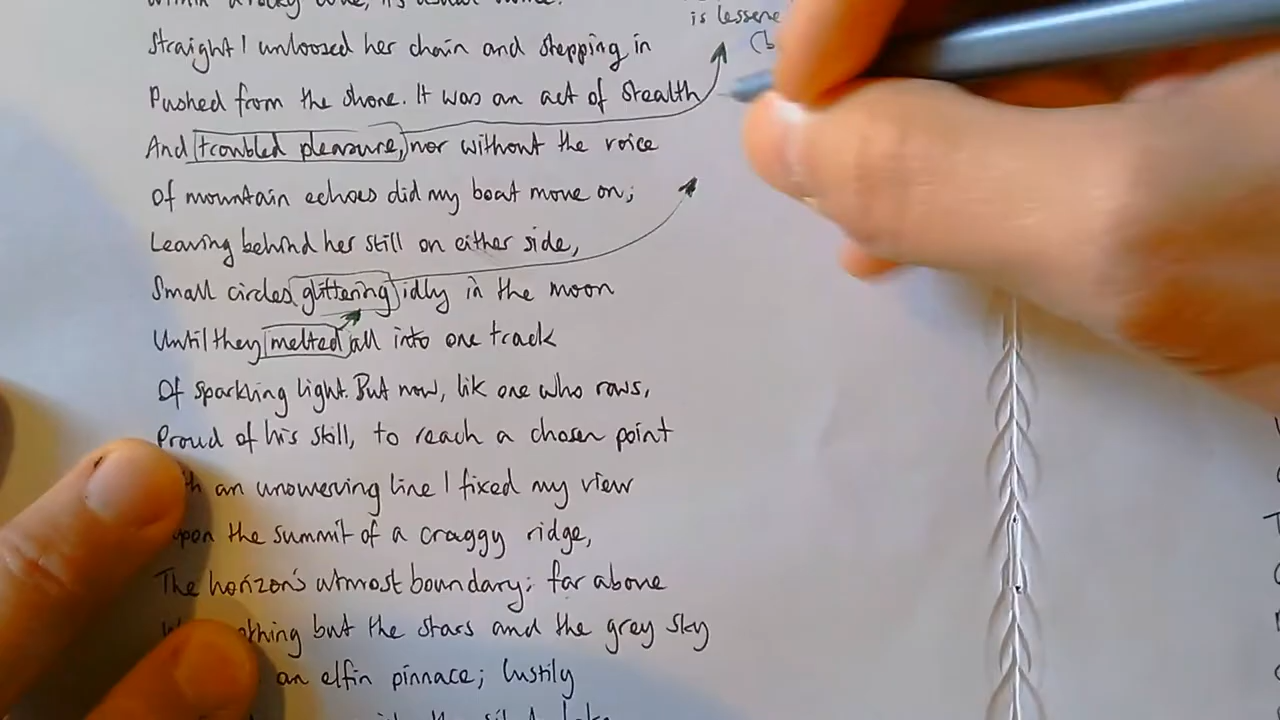 Straight I unloosed her chain and stepping in
Pushed from the shore. It was an act of stealth
And troubled pleasure, nor without the voice
Of mountain echoes did my boat move on;
Leaving behind her still on either side,
Small circles glittering idly in the moon
Until they melted all into one track
Of sparkling light. But now, lik one who rows,
Proud of his skill, to reach a chosen point
an unswerving line I fixed my view
upon the summit of a craggy ridge,
The horizon's utmost boundary; far above
but the stars and the grey sky
an elfin pinnace; lustily
is